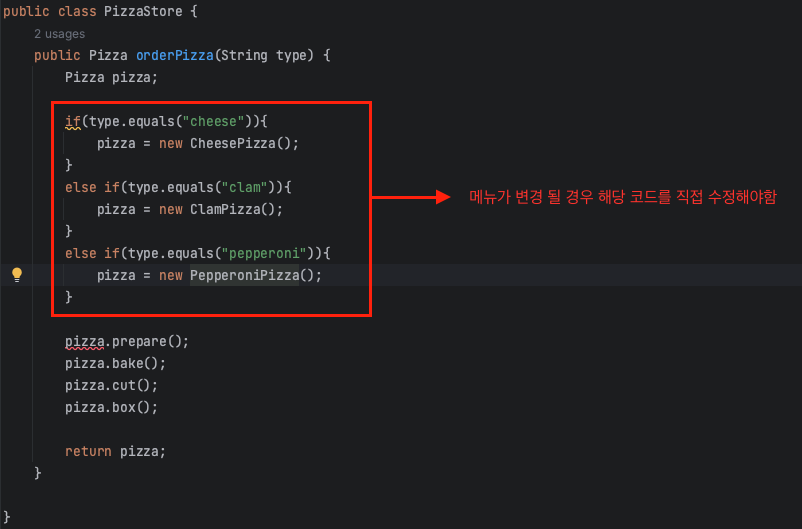 public class PizzaStore {
2 usages
public Pizza orderPizza(String type) {
Pizza pizza;
if(type.equals("cheese")){
pizza = new CheesePizza();
}
else if(type.equals("clam")){
pizza = new ClamPizza();
}
else if(type.equals("pepperoni")){
pizza = new PepperoniPizza();
}
메뉴가 변경 될 경우 해당 코드를 직접 수정해야함
pizza.prepare();
pizza.bake();
pizza.cut();
pizza.box();
return pizza;
}
}